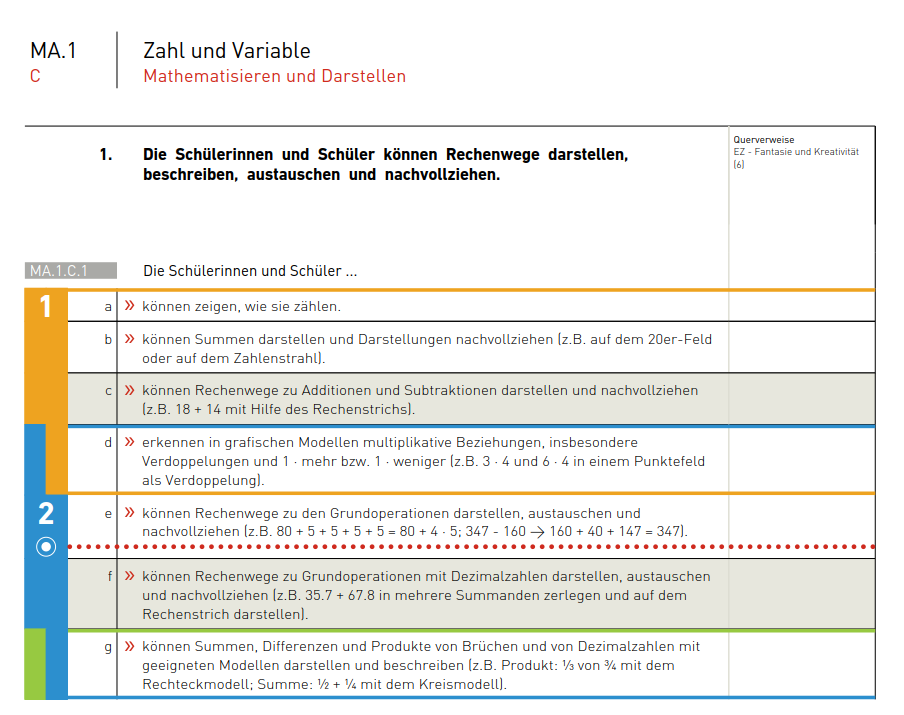 MA.1
Zahl und Variable
C
Mathematisieren und Darstellen
1.
Die Schülerinnen und Schüler können Rechenwege darstellen,
beschreiben, austauschen und nachvollziehen.
Querverweise
EZ - Fantasie und Kreativität
(6)
MA.1.C.1
Die Schülerinnen und Schüler ...
1
a » können zeigen, wie sie zählen.
b » können Summen darstellen und Darstellungen nachvollziehen (z.B. auf dem 20er-Feld
oder auf dem Zahlenstrahl).
c » können Rechenwege zu Additionen und Subtraktionen darstellen und nachvollziehen
(z.B. 18 + 14 mit Hilfe des Rechenstrichs).
d » erkennen in grafischen Modellen multiplikative Beziehungen, insbesondere
Verdoppelungen und 1 · mehr bzw. 1 · weniger (z.B. 3 · 4 und 6 · 4 in einem Punktefeld
als Verdoppelung).
2
e » können Rechenwege zu den Grundoperationen darstellen, austauschen und
nachvollziehen (z.B. 80 + 5 + 5 + 5 + 5 = 80 + 4 · 5; 347 - 160 → 160 + 40 + 147 = 347).
f » können Rechenwege zu Grundoperationen mit Dezimalzahlen darstellen, austauschen
und nachvollziehen (z.B. 35.7 + 67.8 in mehrere Summanden zerlegen und auf dem
Rechenstrich darstellen).
g » können Summen, Differenzen und Produkte von Brüchen und von Dezimalzahlen mit
geeigneten Modellen darstellen und beschreiben (z.B. Produkt: ⅓ von ¾ mit dem
Rechteckmodell; Summe: ½ + ¼ mit dem Kreismodell).